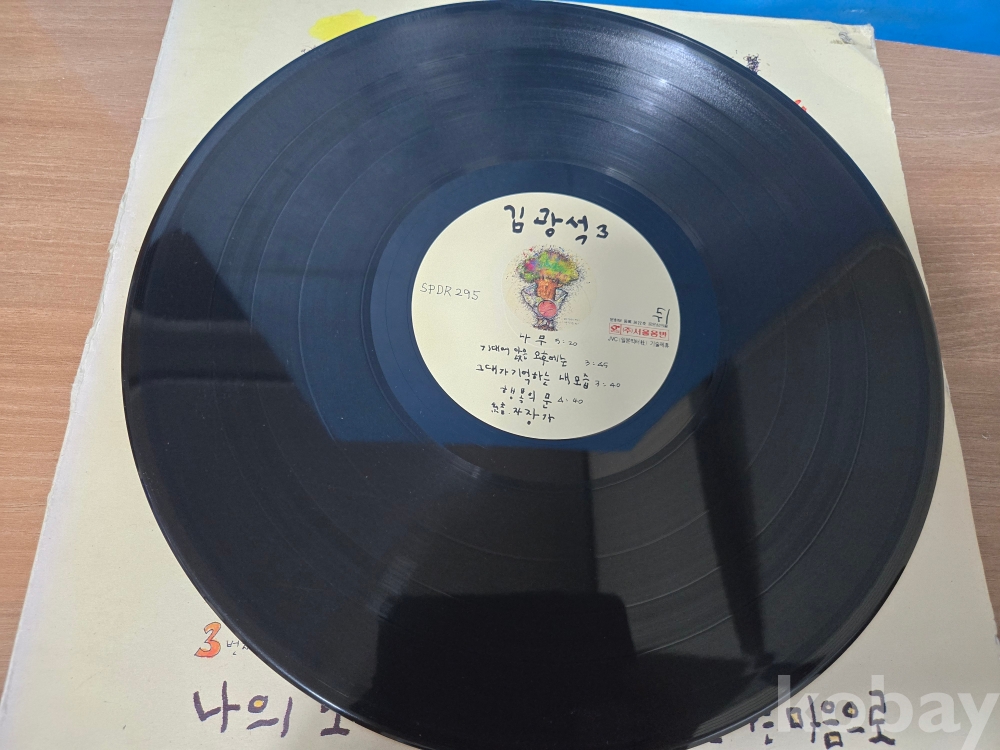 김광석 3
SPDR 295
뒤
(주)서울음반
나무 5:20
기대어 앉은 오후에는 3:45
그대가 기억하는 내 모습 3:40
행복의 문 4:40
자장가
3 번째
나의
마음으로
kobay